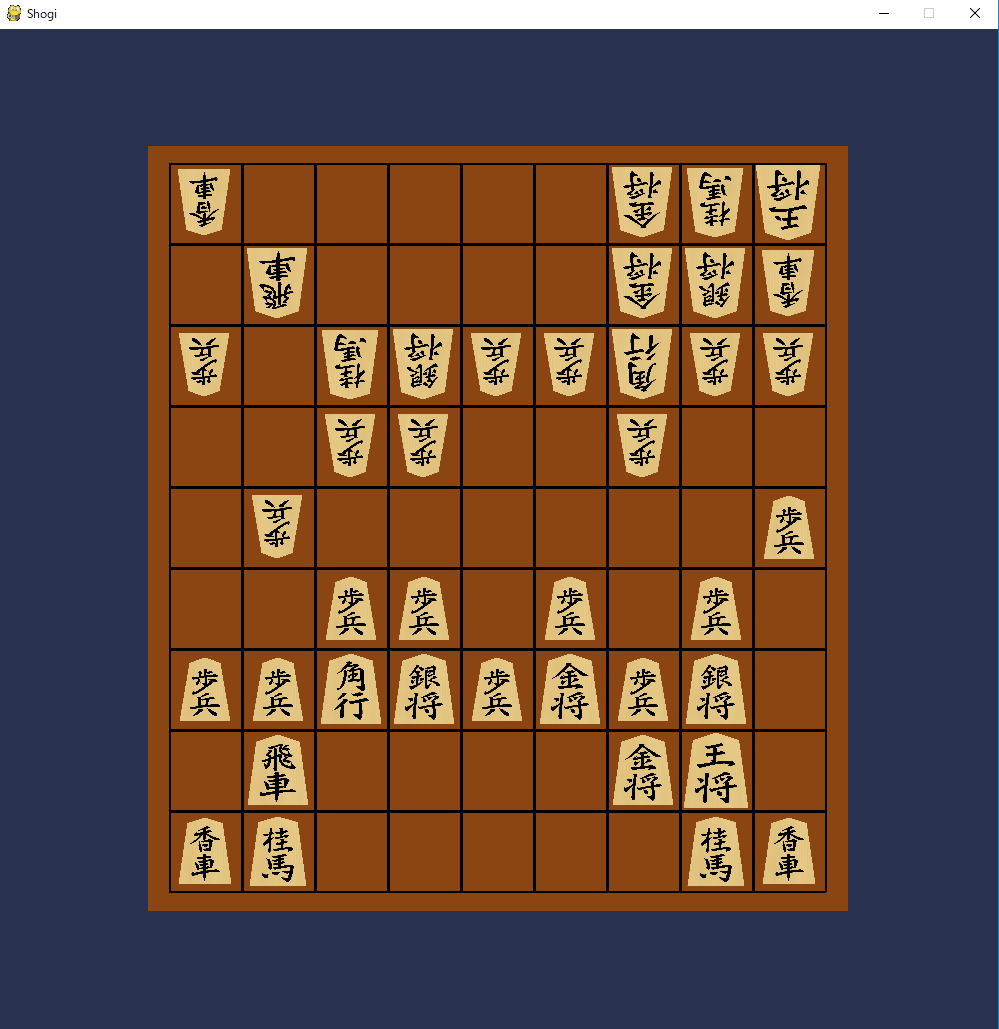 Shogi
香車 金将 桂馬 玉将
飛車 金将 銀将 香車
歩兵 桂馬 銀将 歩兵 歩兵 角行 歩兵 歩兵
歩兵 歩兵 歩兵
歩兵 歩兵
歩兵 歩兵 歩兵 歩兵
歩兵 歩兵 角行 銀将 歩兵 金将 歩兵 銀将
飛車 金将 王将
香車 桂馬 桂馬 香車